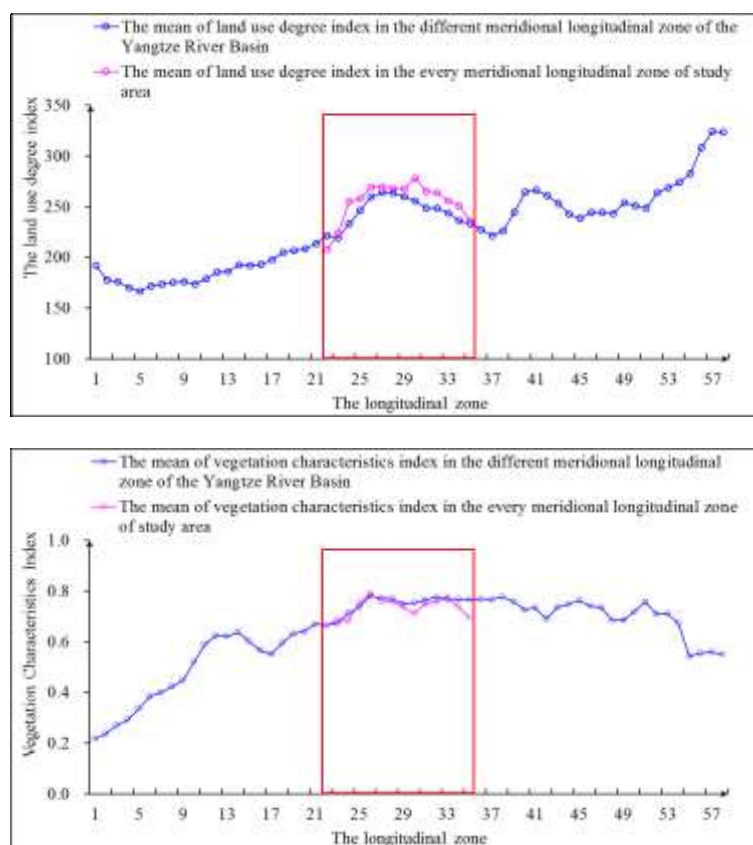 The mean of land use degree index in the different meridional longitudinal zone of the
Yangtze River Basin
The mean of land use degree index in the every meridional longitudinal zone of study
area
The land use degree index
350
300
250
200
150
100
1 5 9 13 17 21 25 29 33 37 41 45 49 53 57
The longitudinal zone
The mean of vegetation characteristics index in the different meridional longitudinal
zone of the Yangtze River Basin
The mean of vegetation characteristics index in the every meridional longitudinal zone
of study area
Vegetation Characteristics Index
1.0
0.8
0.6
0.4
0.2
0.0
1 5 9 13 17 21 25 29 33 37 41 45 49 53 57
The longitudinal zone